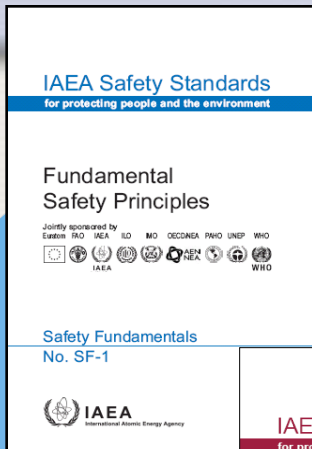 IAEA Safety Standards
for protecting people and the environment
Fundamental
Safety Principles
Jointly sponsored by
Euratom FAO IAEA ILO IMO OECD/NEA PAHO UNEP WHO
AEN
NEA
IAEA
WHO
Safety Fundamentals
No. SF-1
IAEA
International Atomic Energy Agency
IAE
for pro